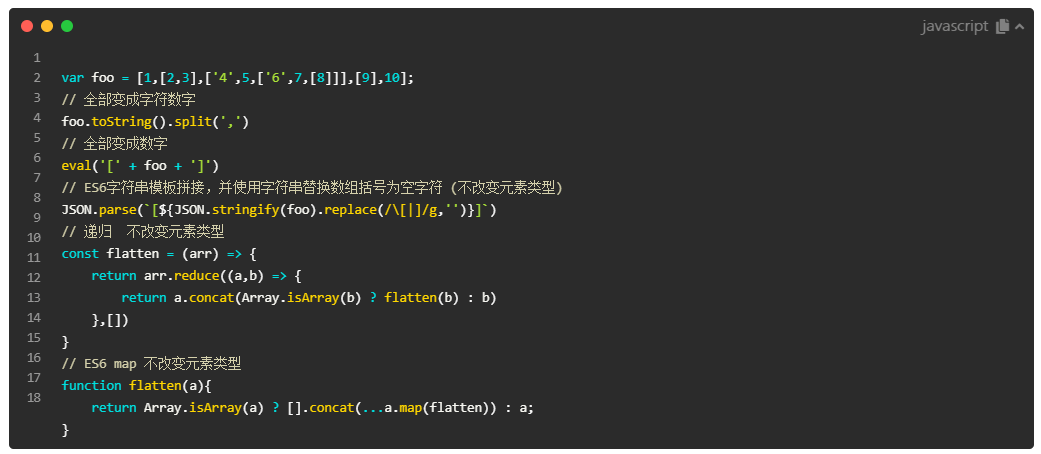 javascript
1
2 var foo = [1,[2,3],['4',5,['6',7,[8]]],[9],10];
3 // 全部变成字符数字
4 foo.toString().split(',')
5 // 全部变成数字
6 eval('[' + foo + ']')
7 // ES6字符串模板拼接，并使用字符串替换数组括号为空字符 (不改变元素类型)
8 JSON.parse(`[${JSON.stringify(foo).replace(/\[|]/g,'')}]`)
9 // 递归  不改变元素类型
10 const flatten = (arr) => {
11     return arr.reduce((a,b) => {
12         return a.concat(Array.isArray(b) ? flatten(b) : b)
13     },[])
14 }
15 // ES6 map 不改变元素类型
16 function flatten(a){
17     return Array.isArray(a) ? [].concat(...a.map(flatten)) : a;
18 }